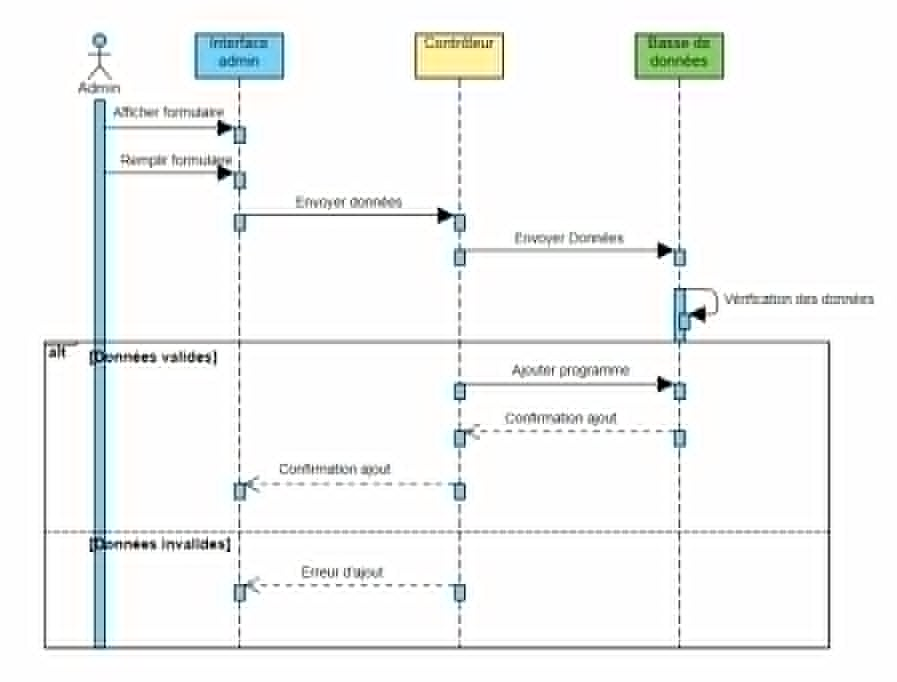 Interface
admin
Contrôleur
Basse de
données
Admin
Afficher formulaire
Remplir formulaire
Envoyer données
Envoyer Données
Vérification des données
alt
[Données valides]
Ajouter programme
Confirmation ajout
Confirmation ajout
[Données invalides]
Erreur d'ajout